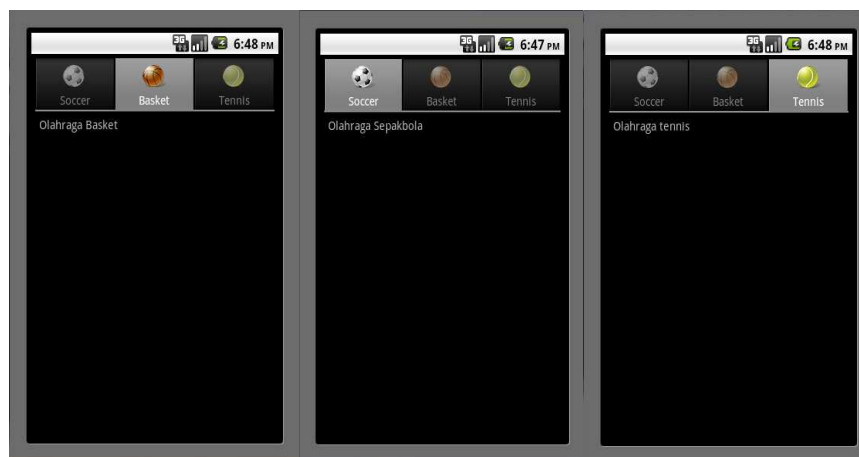 3G 6:48 PM
Soccer Basket Tennis
Olahraga Basket
3G 6:47 PM
Soccer Basket Tennis
Olahraga Sepakbola
3G 6:48 PM
Soccer Basket Tennis
Olahraga tennis